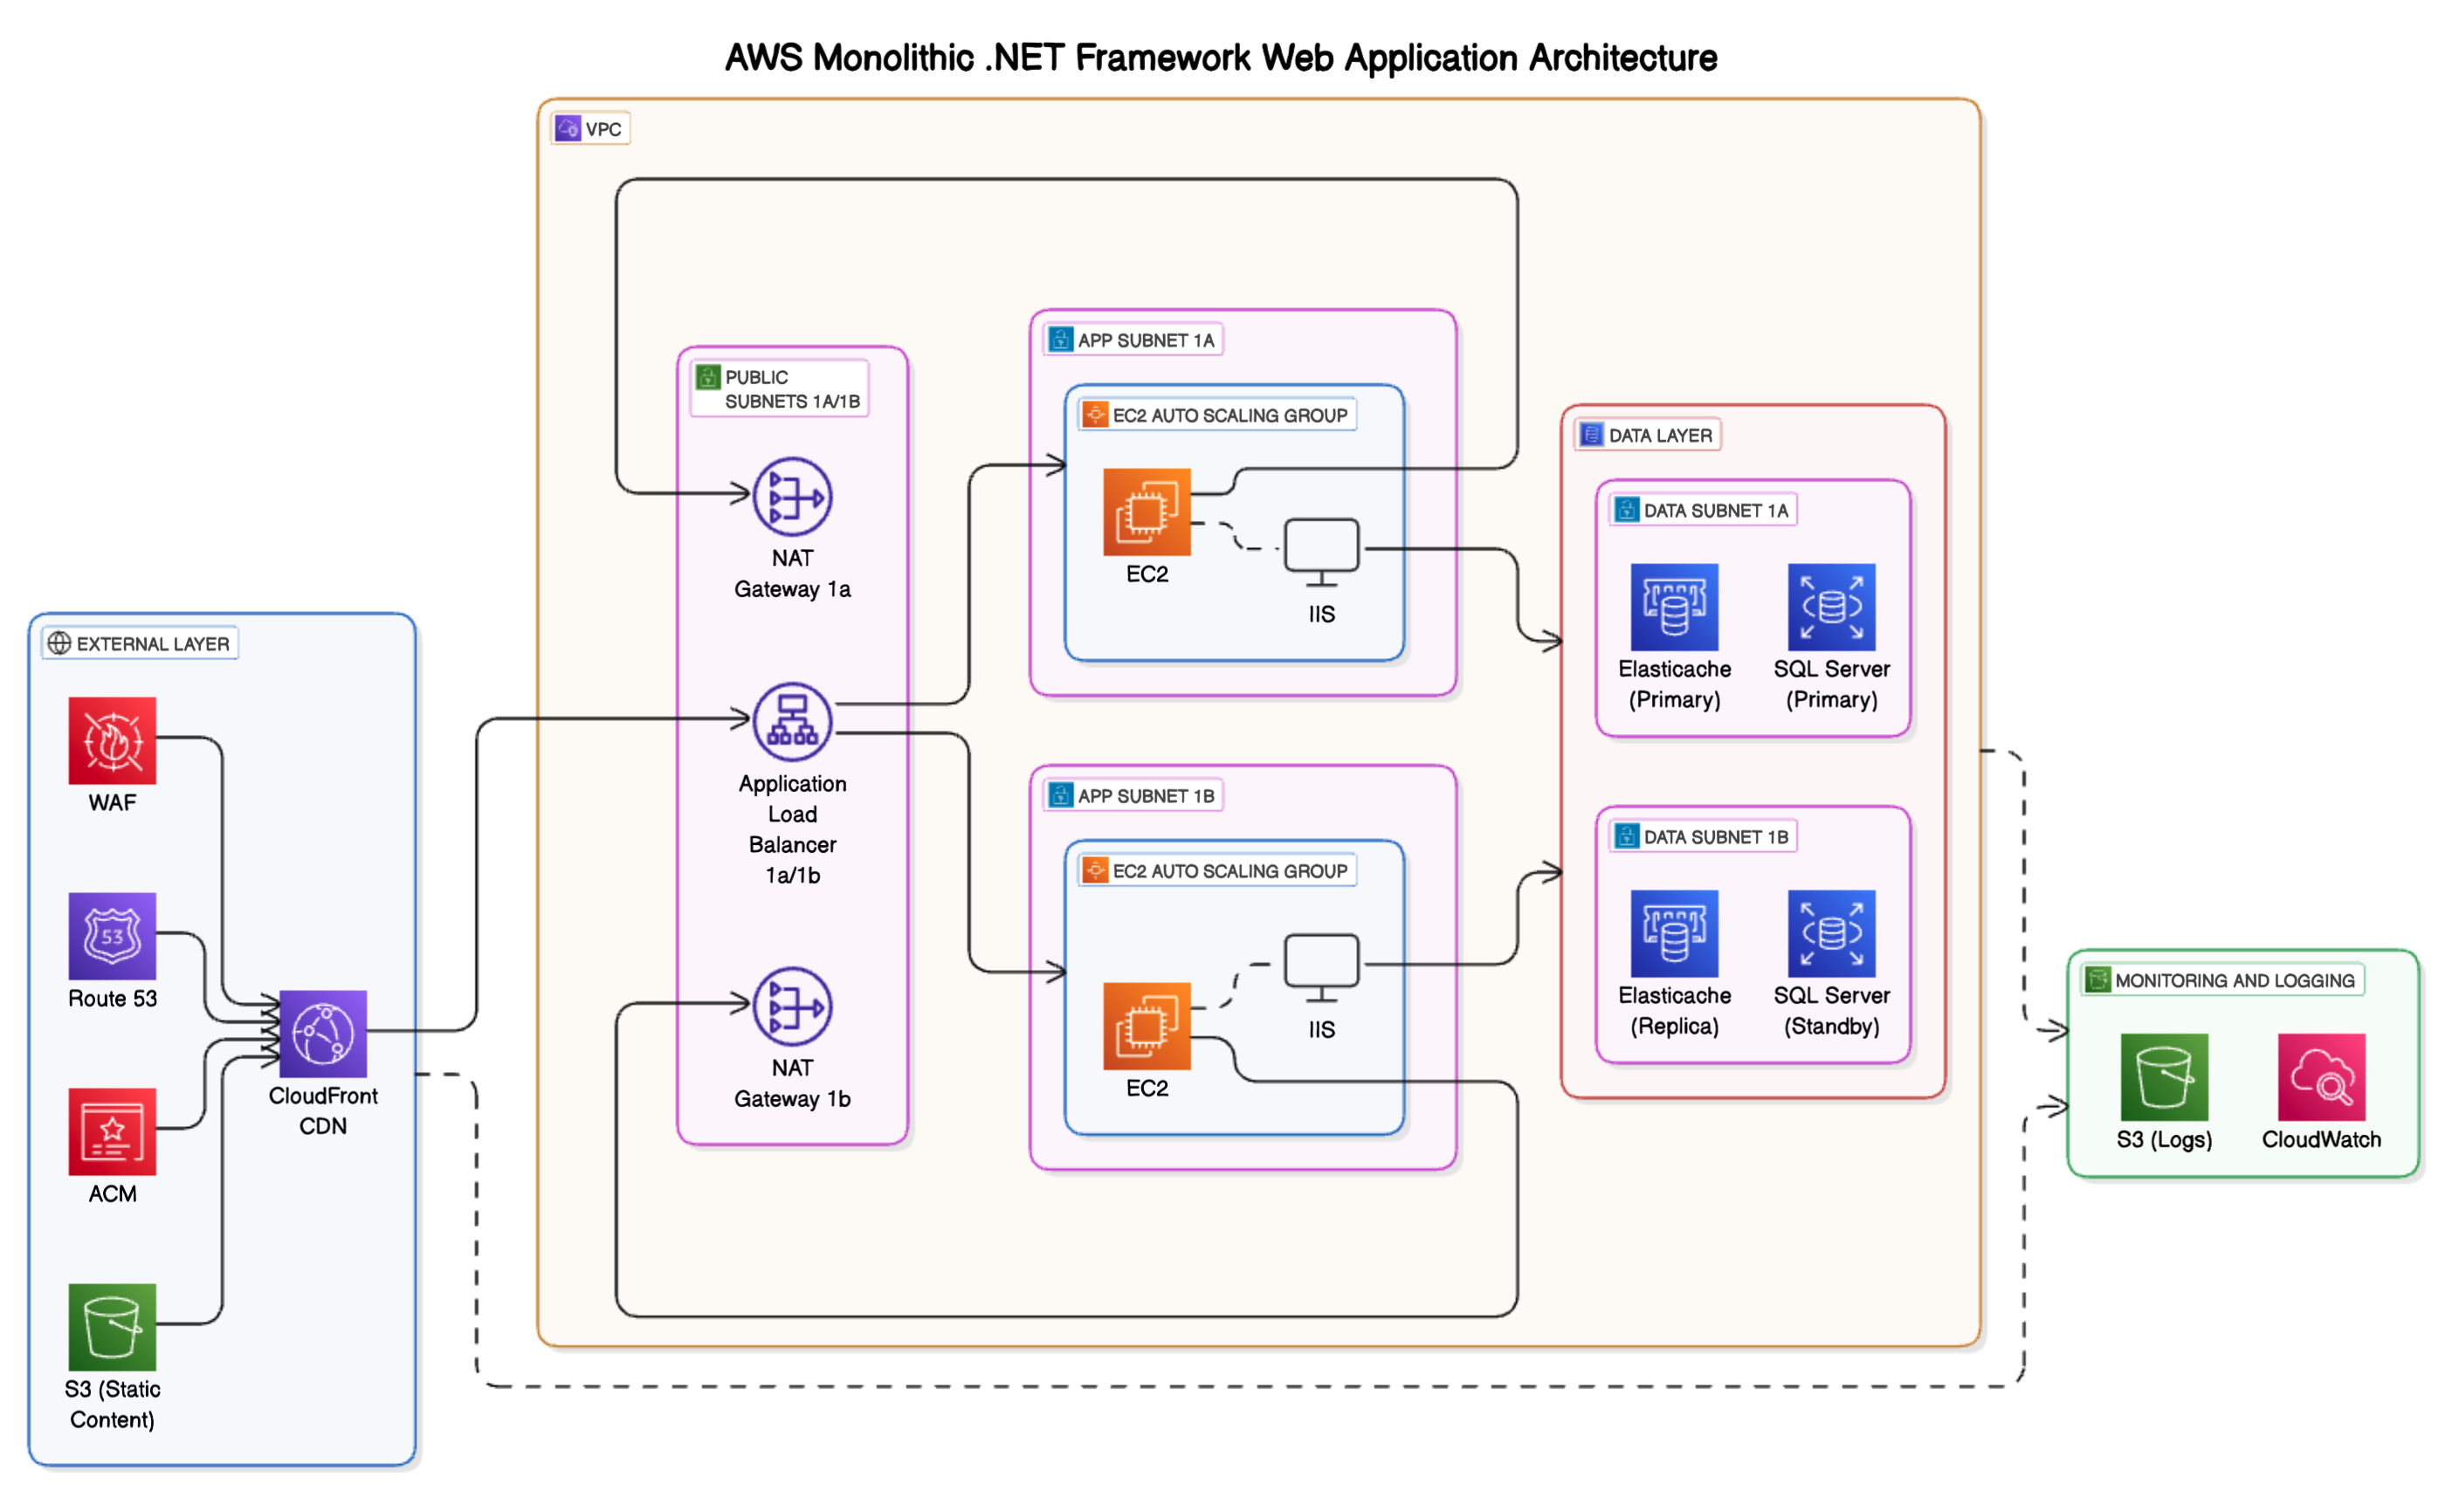 AWS Monolithic .NET Framework Web Application Architecture
VPC
PUBLIC
SUBNETS 1A/1B
NAT
Gateway 1a
Application
Load
Balancer
1a/1b
NAT
Gateway 1b
APP SUBNET 1A
EC2 AUTO SCALING GROUP
EC2
IIS
APP SUBNET 1B
EC2 AUTO SCALING GROUP
EC2
IIS
DATA LAYER
DATA SUBNET 1A
Elasticache
(Primary)
SQL Server
(Primary)
DATA SUBNET 1B
Elasticache
(Replica)
SQL Server
(Standby)
EXTERNAL LAYER
WAF
53
Route 53
ACM
S3 (Static
Content)
CloudFront
CDN
MONITORING AND LOGGING
S3 (Logs)
CloudWatch